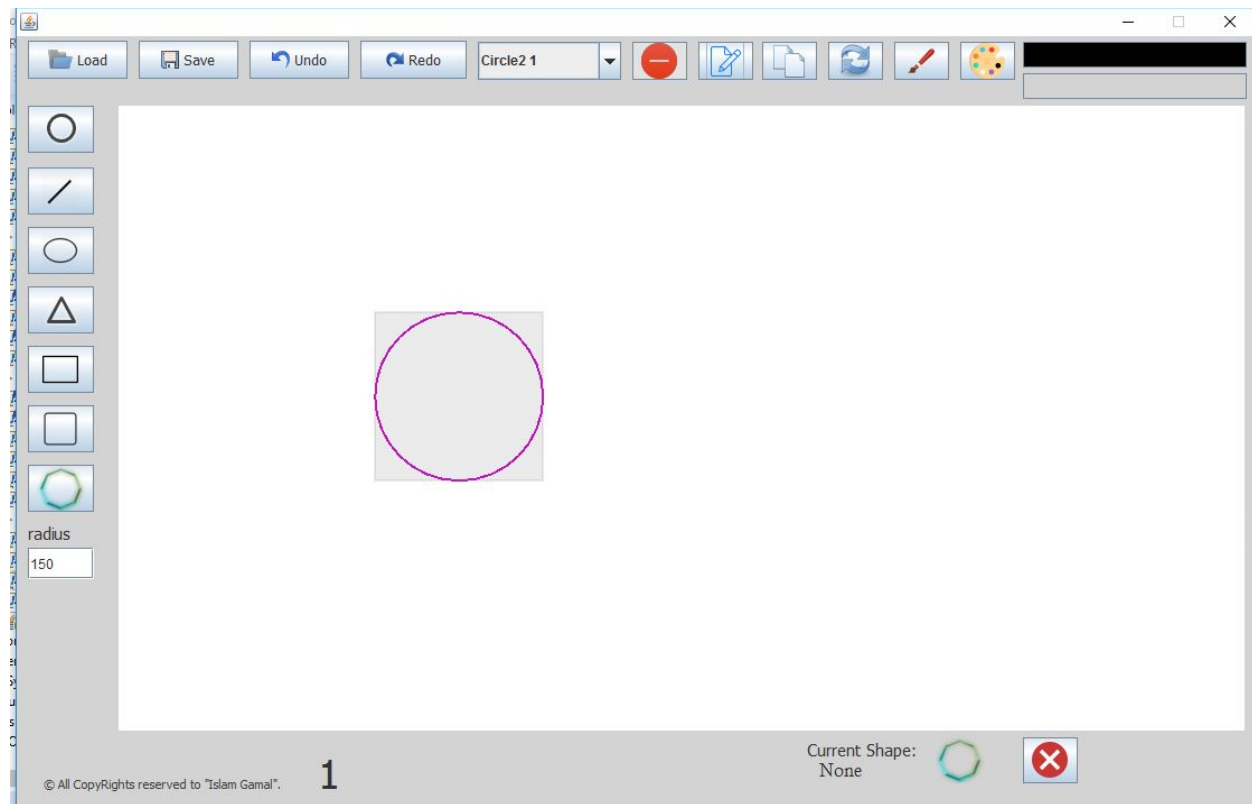 Load
Save
Undo
Redo
Circle2 1
radius
150
Current Shape:
None
© All CopyRights reserved to "Islam Gamal".
1